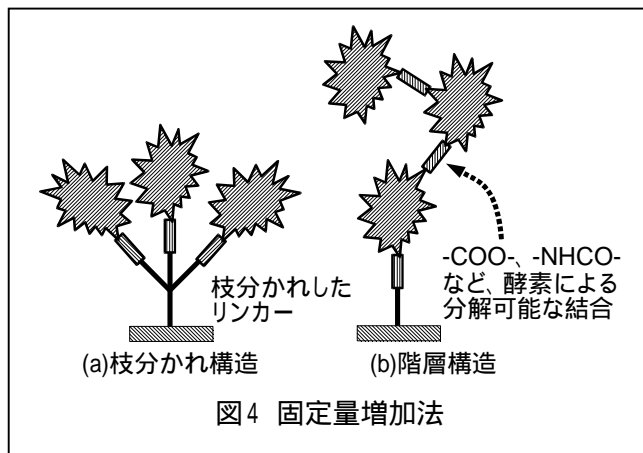 枝分かれした
リンカー
-COO-、-NHCO-
など、酵素による
分解可能な結合
(a)枝分かれ構造
(b)階層構造
図4 固定量増加法